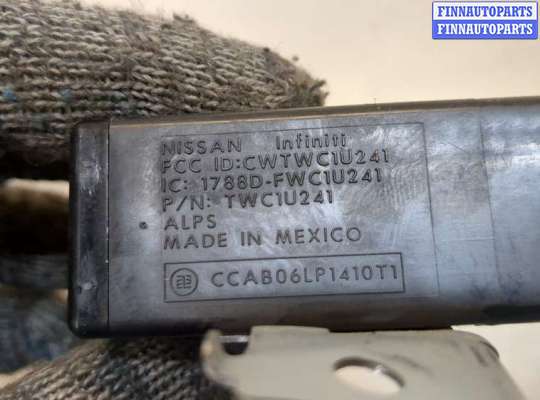 FINNAUTOPARTS
FINNAUTOPARTS
NISSAN Infiniti
FCC ID:CWTWC1U241
IC: 1788D-FWC1U241
P/N: TWC1U241
ALPS
MADE IN MEXICO
CCAB06LP1410T1